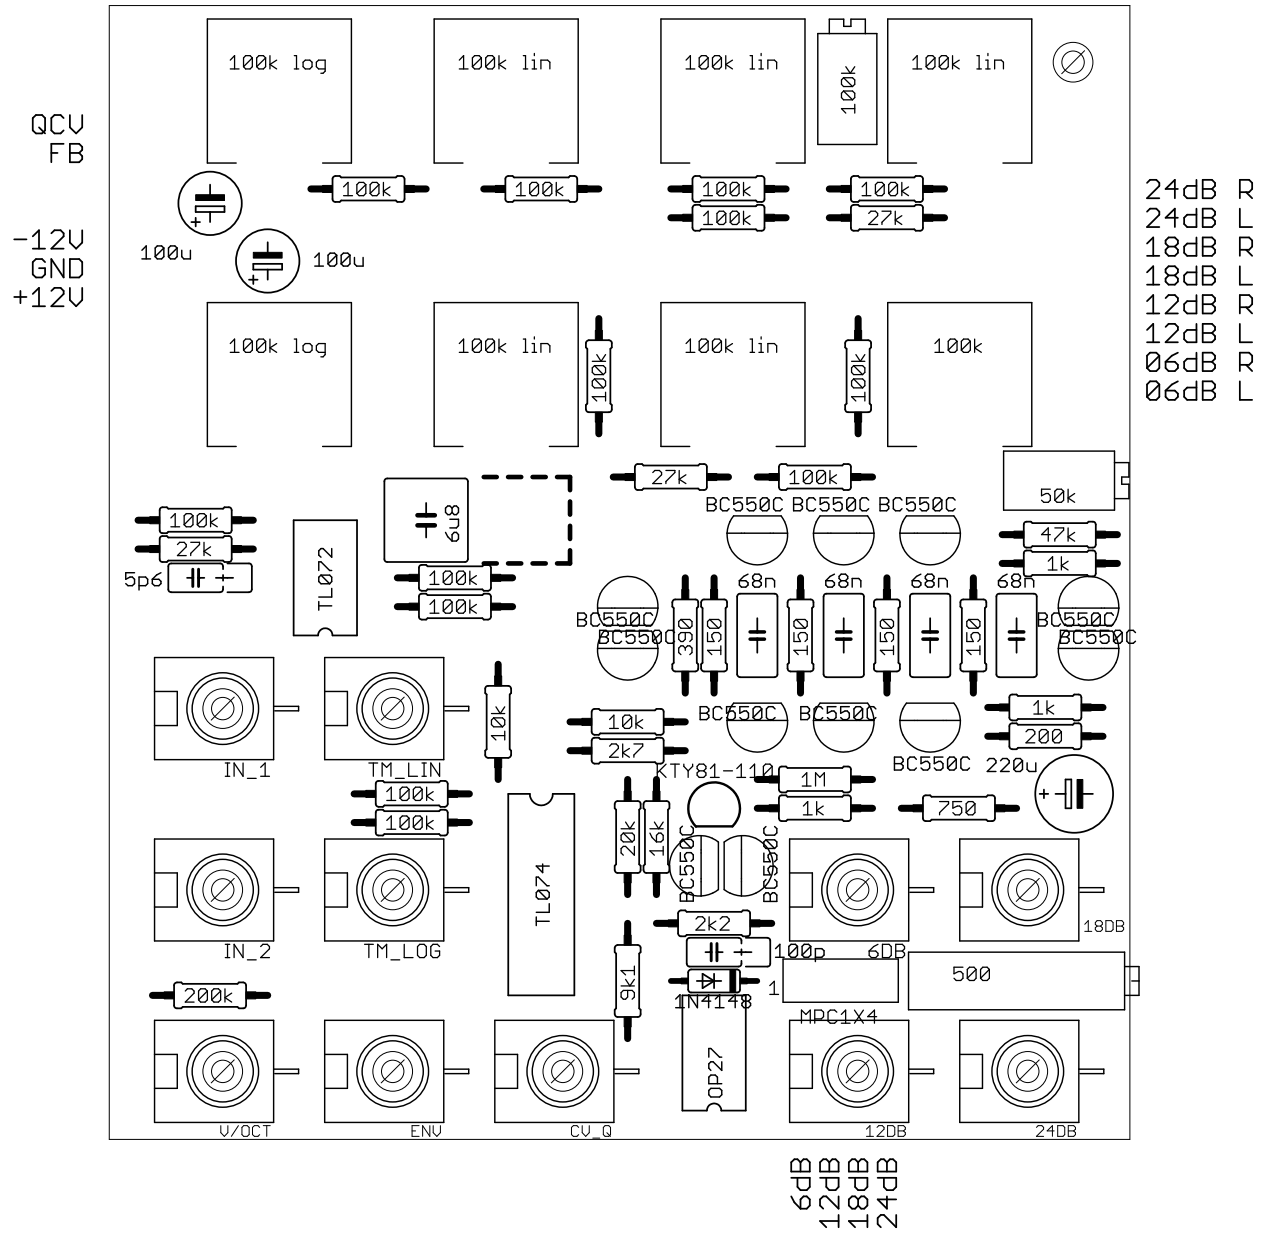 100k log
100k lin
100k lin
100k
100k lin
QCV
FB
100k
100k
100k
100k
100k
27k
24dB R
24dB L
18dB R
18dB L
12dB R
12dB L
06dB R
06dB L
100u
100u
-12V
GND
+12V
100k log
100k lin
100k
100k lin
100k
100k
27k
100k
50k
BC550C
BC550C
BC550C
6u8
100k
27k
5p6
TL072
100k
100k
47k
1k
68n
68n
68n
68n
BC550C
BC550C
390
150
150
150
150
BC550C
BC550C
10k
10k
2k7
BC550C
BC550C
BC550C
1k
200
220u
IN_1
TM_LIN
KTY81-110
1M
1k
750
100k
100k
20k
16k
BC550C
BC550C
TL074
2k2
100p
6DB
18DB
IN_2
TM_LOG
9k1
1N4148
1
MPC1X4
500
200k
OP27
V/OCT
ENV
CV_Q
12DB
24DB
6dB
12dB
18dB
24dB